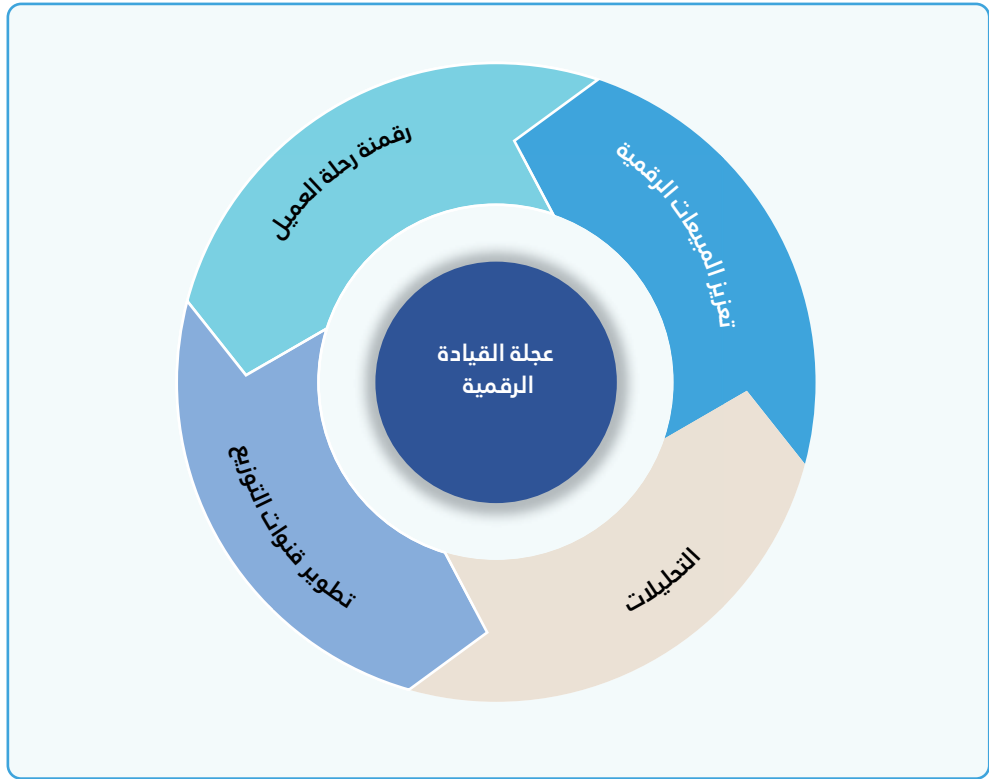 عجلة القيادة
الرقمية
تعزيز المبيعات الرقمية
التحليلات
تطوير قنوات التوزيع
رقمنة رحلة العميل